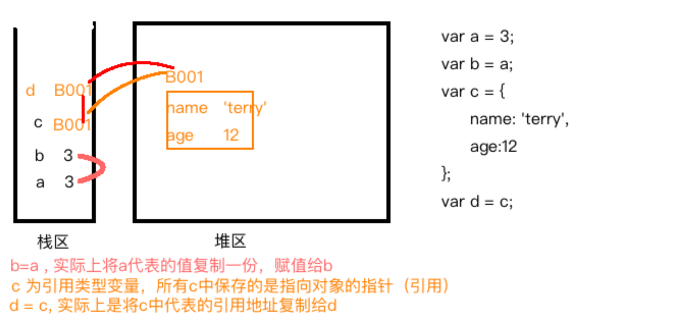 B001
d B001
name 'terry'
c B001
age 12
b 3
a 3
栈区
堆区
var a = 3;
var b = a;
var c = {
name: 'terry',
age:12
};
var d = c;
b=a , 实际上将a代表的值复制一份，赋值给b
c 为引用类型变量，所有c中保存的是指向对象的指针（引用）
d = c, 实际上是将c中代表的引用地址复制给d